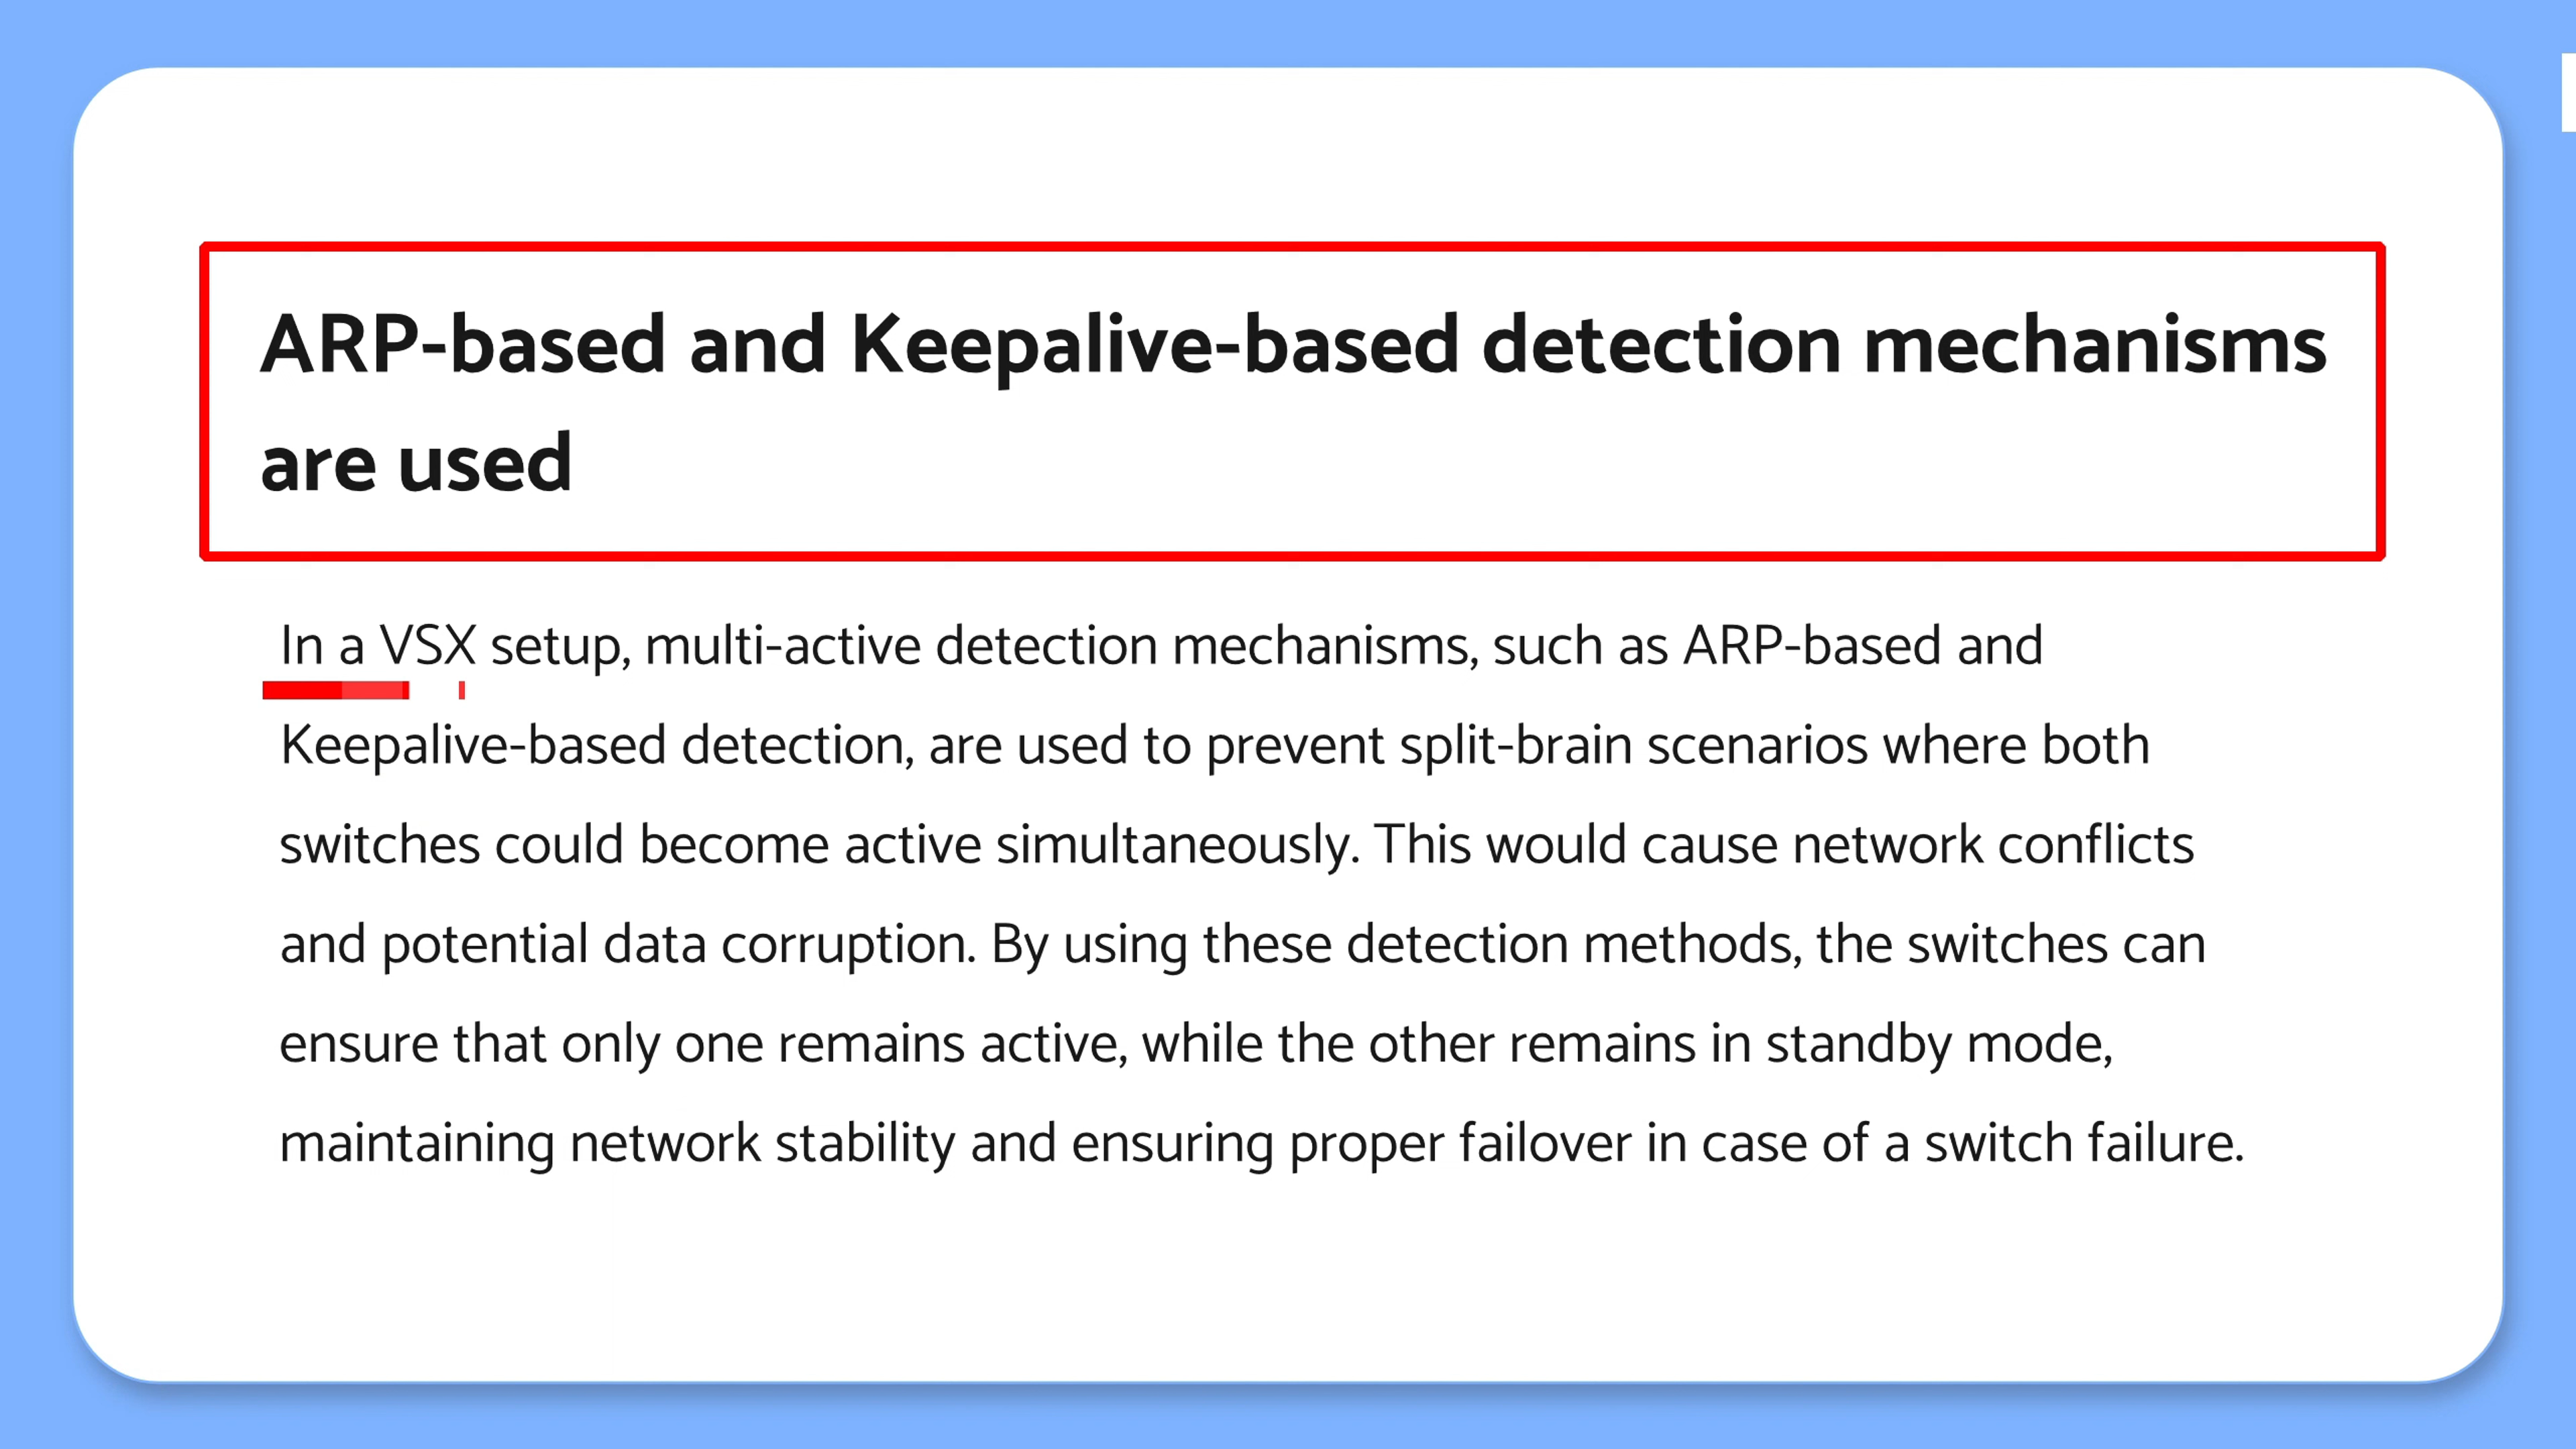 ARP-based and Keepalive-based detection mechanisms
are used
In a VSX setup, multi-active detection mechanisms, such as ARP-based and
Keepalive-based detection, are used to prevent split-brain scenarios where both
switches could become active simultaneously. This would cause network conflicts
and potential data corruption. By using these detection methods, the switches can
ensure that only one remains active, while the other remains in standby mode,
maintaining network stability and ensuring proper failover in case of a switch failure.